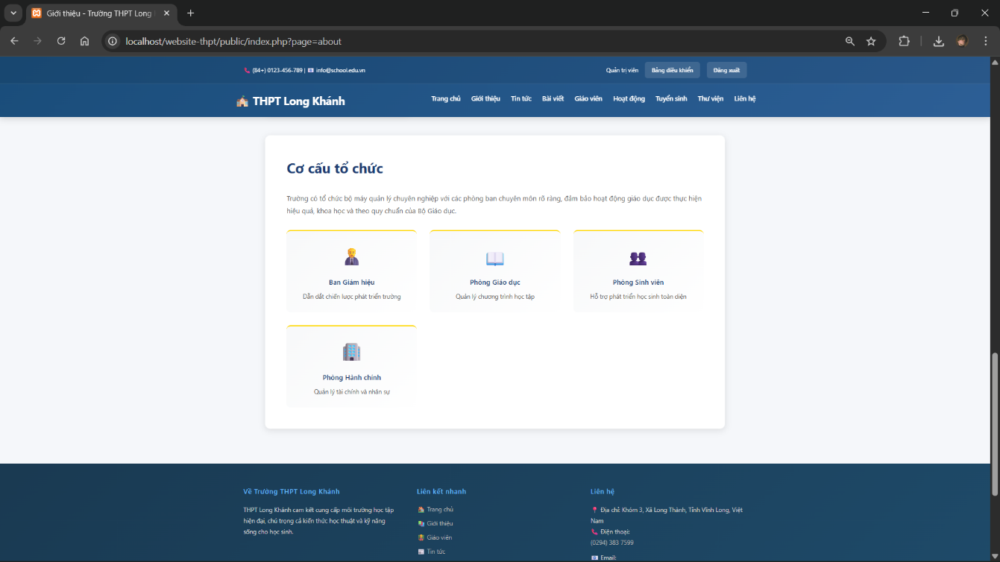 Giới thiệu - Trường THPT Long
localhost/website-thpt/public/index.php?page=about
(84+) 0123-456-789 | info@school.edu.vn
Quản trị viên Bảng điều khiển Đăng xuất
THPT Long Khánh
Trang chủ Giới thiệu Tin tức Bài viết Giáo viên Hoạt động Tuyển sinh Thư viện Liên hệ
Cơ cấu tổ chức
Trường có tổ chức bộ máy quản lý chuyên nghiệp với các phòng ban chuyên môn rõ ràng, đảm bảo hoạt động giáo dục được thực hiện
hiệu quả, khoa học và theo quy chuẩn của Bộ Giáo dục.
Ban Giám hiệu
Dẫn dắt chiến lược phát triển trường
Phòng Giáo dục
Quản lý chương trình học tập
Phòng Sinh viên
Hỗ trợ phát triển học sinh toàn diện
Phòng Hành chính
Quản lý tài chính và nhân sự
Về Trường THPT Long Khánh
THPT Long Khánh cam kết cung cấp môi trường học tập
hiện đại, chú trọng cả kiến thức học thuật và kỹ năng
sống cho học sinh.
Liên kết nhanh
Trang chủ
Giới thiệu
Giáo viên
Tin tức
Liên hệ
Địa chỉ: Khóm 3, Xã Long Thành, Tỉnh Vĩnh Long, Việt
Nam
Điện thoại:
(0294) 383 7599
Email: